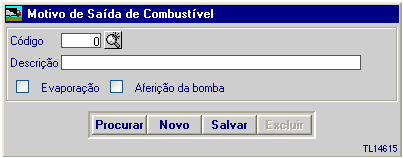 Motivo de Saída de Combustível
Código 0
Descrição
Evaporação Aferição da bomba
Procurar Novo Salvar Excluir
TL14615